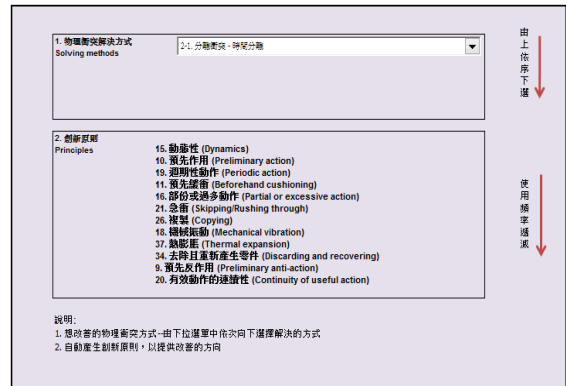 1. 物理衝突解決方式
Solving methods
2-1. 分離衝突 - 時間分離
由上依序下選
2. 創新原則
Principles
15. 動態性 (Dynamics)
10. 預先作用 (Preliminary action)
19. 週期性動作 (Periodic action)
11. 預先緩衝 (Beforehand cushioning)
16. 部份或過多動作 (Partial or excessive action)
21. 急衝 (Skipping/Rushing through)
26. 複製 (Copying)
18. 機械振動 (Mechanical vibration)
37. 熱膨脹 (Thermal expansion)
34. 去除且重新產生零件 (Discarding and recovering)
9. 預先反作用 (Preliminary anti-action)
20. 有效動作的連續性 (Continuity of useful action)
使用頻率遞減
說明:
1. 想改善的物理衝突方式--由下拉選單中依次向下選擇解決的方式
2. 自動產生創新原則，以提供改善的方向